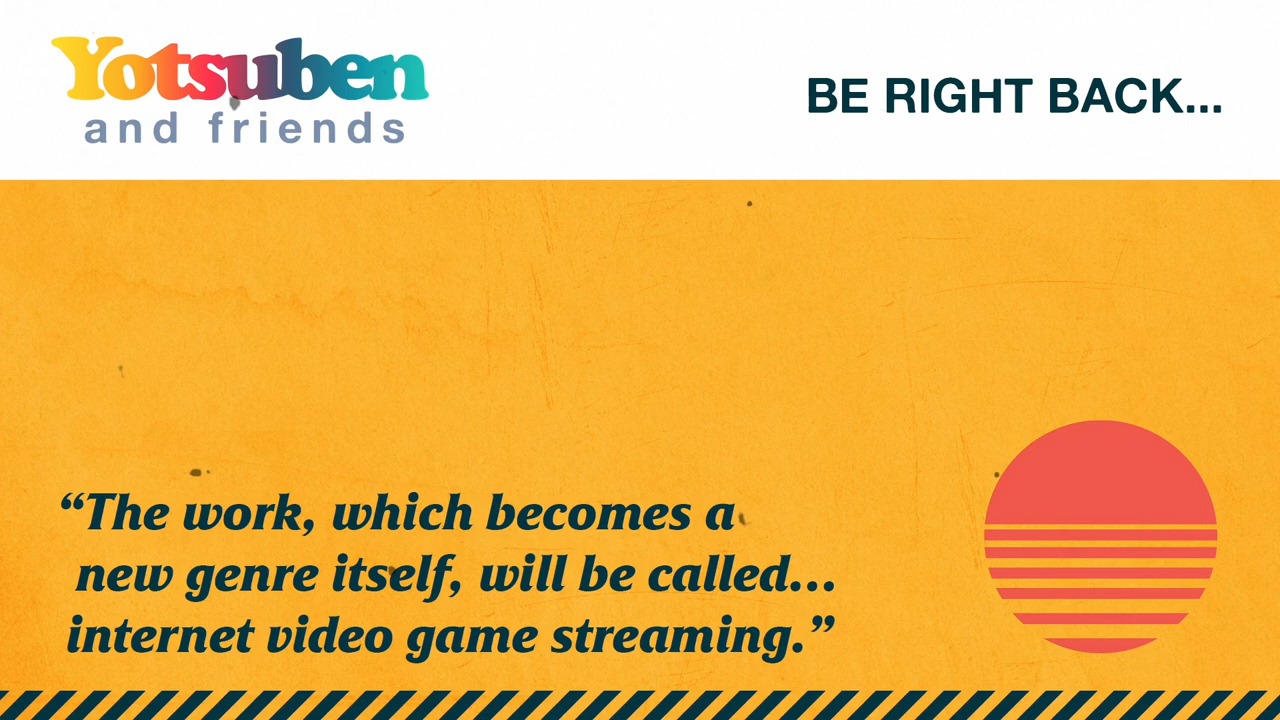 Yotsuben
and friends
BE RIGHT BACK...
“The work, which becomes a
new genre itself, will be called...
internet video game streaming.”